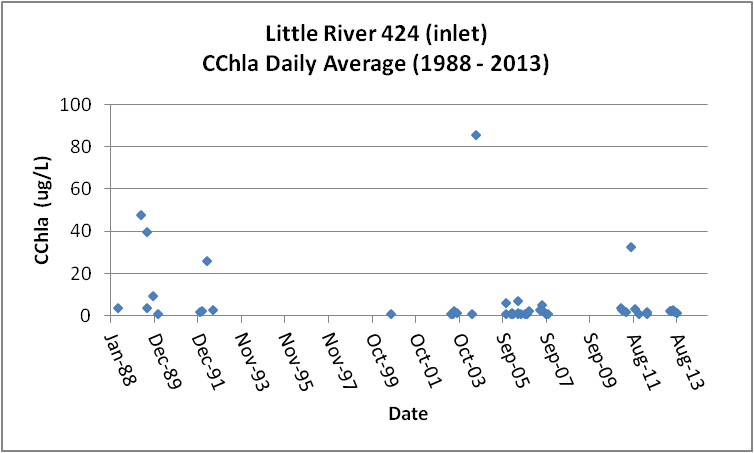 Little River 424 (inlet)
CChla Daily Average (1988 - 2013)
100
80
60
40
20
0
CChla (ug/L)
Jan-88
Dec-89
Dec-91
Nov-93
Nov-95
Nov-97
Oct-99
Oct-01
Oct-03
Sep-05
Sep-07
Sep-09
Aug-11
Aug-13
Date